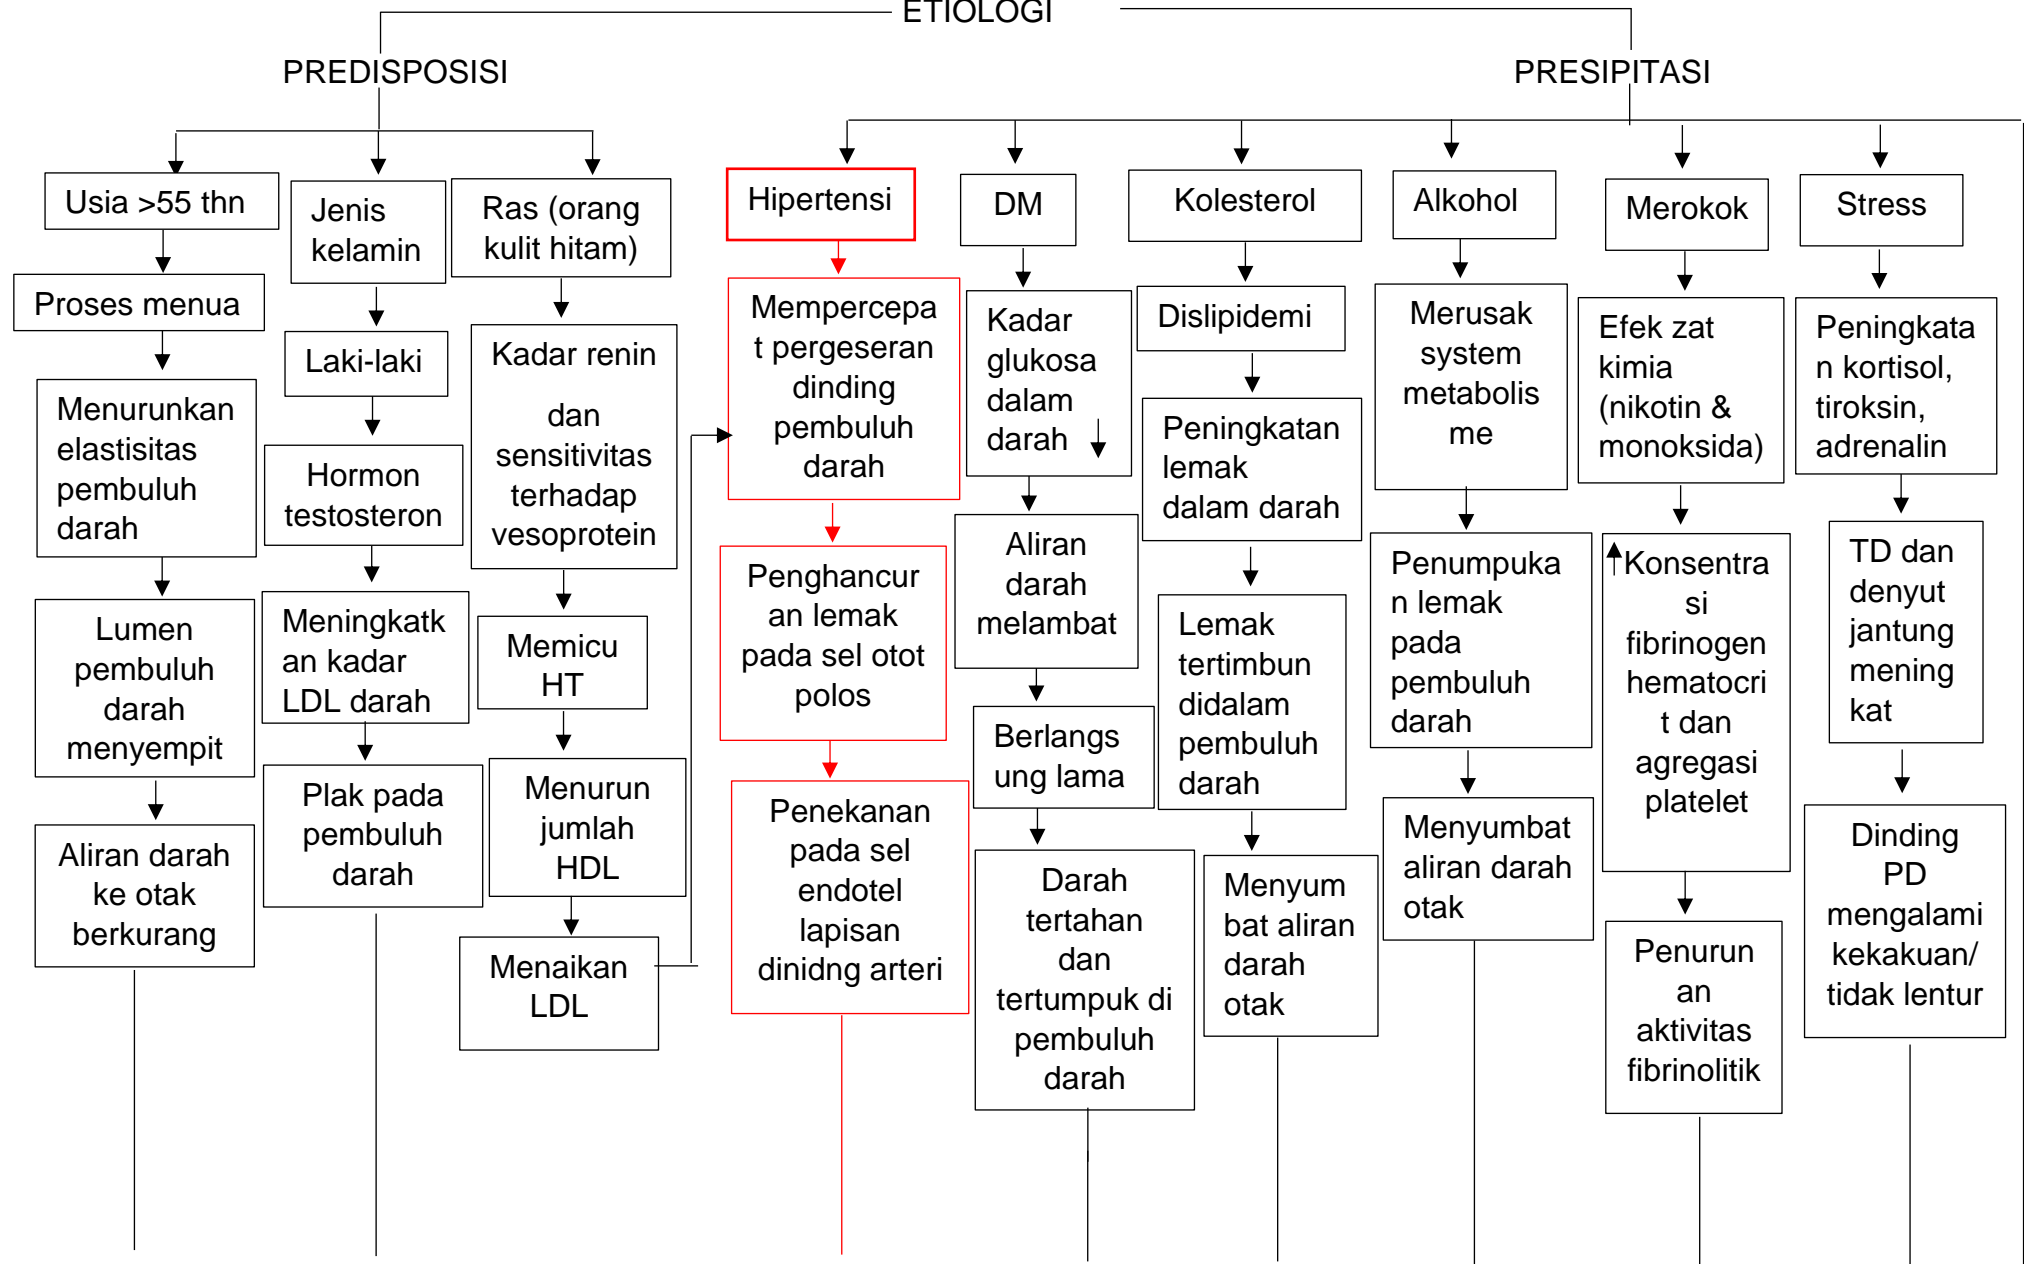 ETIOLOGI
PREDISPOSISI
PRESIPITASI
Usia >55 thn
Proses menua
Menurunkan
elastisitas
pembuluh
darah
Lumen
pembuluh
darah
menyempit
Aliran darah
ke otak
berkurang
Jenis
kelamin
Laki-laki
Hormon
testosteron
Meningkatk
an kadar
LDL darah
Plak pada
pembuluh
darah
Ras (orang
kulit hitam)
Kadar renin
dan
sensitivitas
terhadap
vesoprotein
Memicu
HT
Menurun
jumlah
HDL
Menaikan
LDL
Hipertensi
Mempercepa
t pergeseran
dinding
pembuluh
darah
Penghancur
an lemak
pada sel otot
polos
Penekanan
pada sel
endotel
lapisan
dinidng arteri
DM
Kadar
glukosa
dalam
darah
Aliran
darah
melambat
Berlangs
ung lama
Darah
tertahan
dan
tertumpuk di
pembuluh
darah
Kolesterol
Dislipidemi
Peningkatan
lemak
dalam darah
Lemak
tertimbun
didalam
pembuluh
darah
Menyum
bat aliran
darah
otak
Alkohol
Merusak
system
metabolis
me
Penumpuka
n lemak
pada
pembuluh
darah
Menyumbat
aliran darah
otak
Merokok
Efek zat
kimia
(nikotin &
monoksida)
Konsentra
si
fibrinogen
hematocri
t dan
agregasi
platelet
Penurun
an
aktivitas
fibrinolitik
Stress
Peningkata
n kortisol,
tiroksin,
adrenalin
TD dan
denyut
jantung
mening
kat
Dinding
PD
mengalami
kekakuan/
tidak lentur